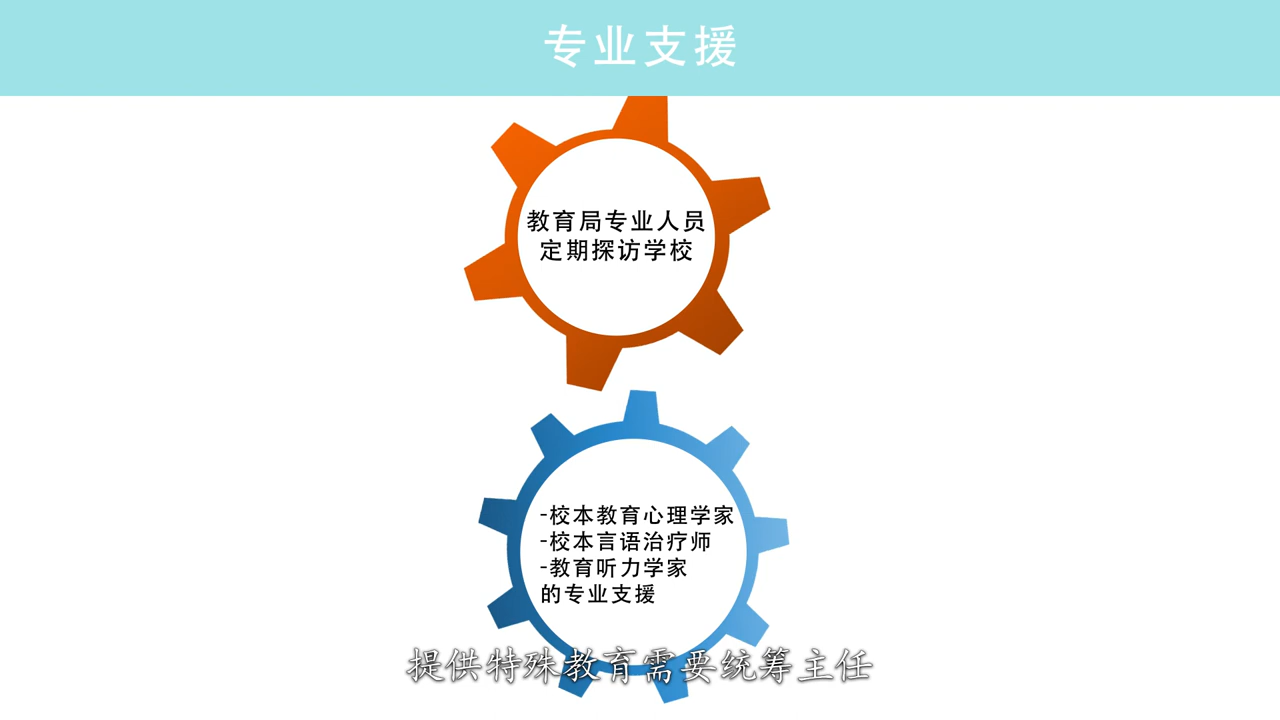 专业支援
教育局专业人员
定期探访学校
-校本教育心理学家
-校本言语治疗师
-教育听力学家
的专业支援
提供特殊教育需要统筹主任